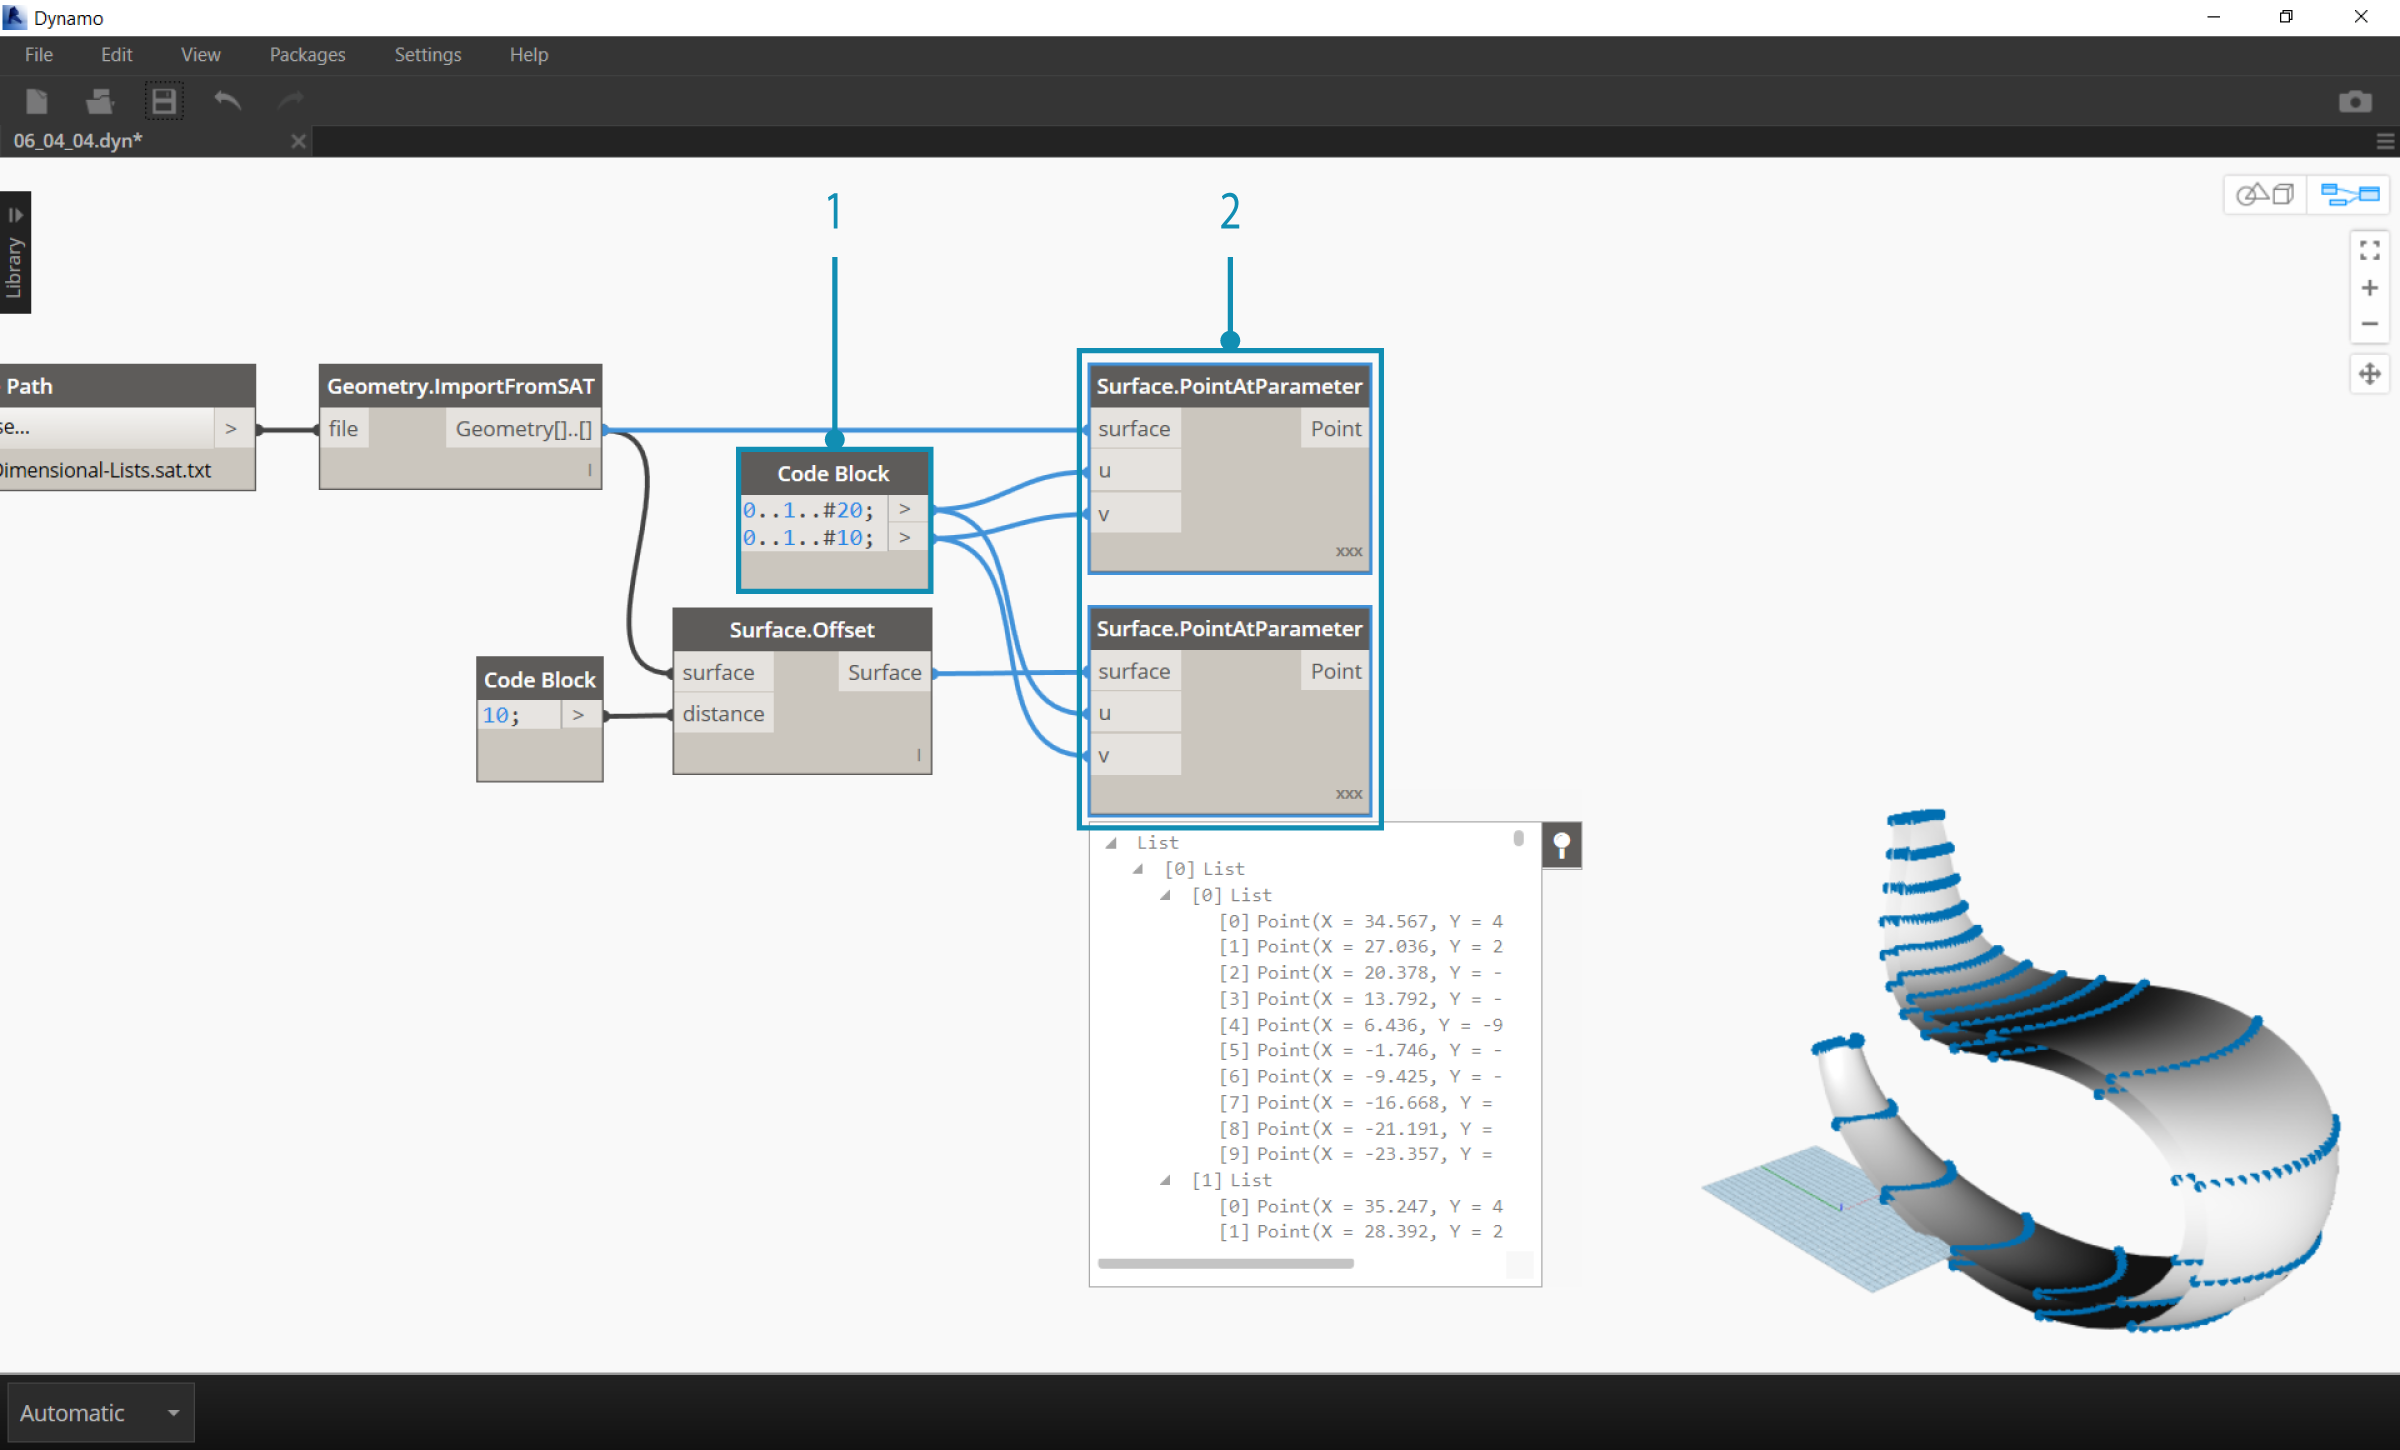 Dynamo
File Edit View Packages Settings Help
06_04_04.dyn*
Library
1
2
Path
se...
>
Dimensional-Lists.sat.txt
Geometry.ImportFromSAT
file
Geometry[]..[]
l
Code Block
0..1..#20; >
0..1..#10; >
Surface.PointAtParameter
surface Point
u
v
xxx
Code Block
10; >
Surface.Offset
surface Surface
distance
l
Surface.PointAtParameter
surface Point
u
v
xxx
List
[0] List
[0] List
[0] Point(X = 34.567, Y = 4
[1] Point(X = 27.036, Y = 2
[2] Point(X = 20.378, Y = -
[3] Point(X = 13.792, Y = -
[4] Point(X = 6.436, Y = -9
[5] Point(X = -1.746, Y = -
[6] Point(X = -9.425, Y = -
[7] Point(X = -16.668, Y =
[8] Point(X = -21.191, Y =
[9] Point(X = -23.357, Y =
[1] List
[0] Point(X = 35.247, Y = 4
[1] Point(X = 28.392, Y = 2
Automatic